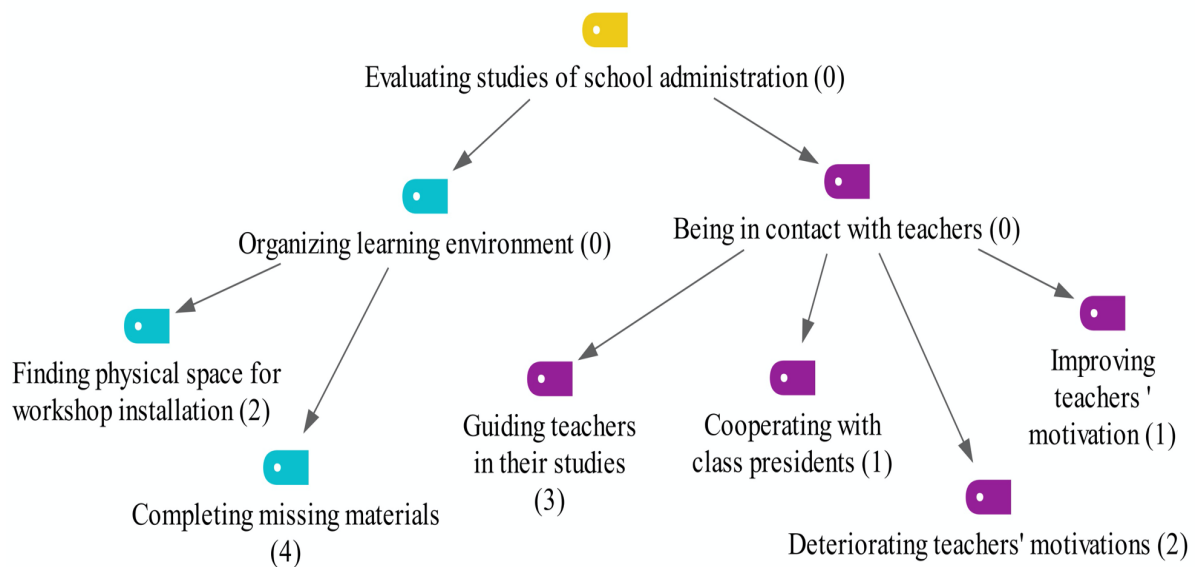 Evaluating studies of school administration (0)
Organizing learning environment (0)
Being in contact with teachers (0)
Finding physical space for
workshop installation (2)
Completing missing materials
(4)
Guiding teachers
in their studies
(3)
Cooperating with
class presidents (1)
Deteriorating teachers' motivations (2)
Improving
teachers '
motivation (1)